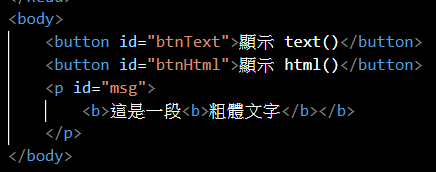 <body>
<button id="btnText">顯示 text()</button>
<button id="btnHtml">顯示 html()</button>
<p id="msg">
<b>這是一段<b>粗體文字</b></b>
</p>
</body>